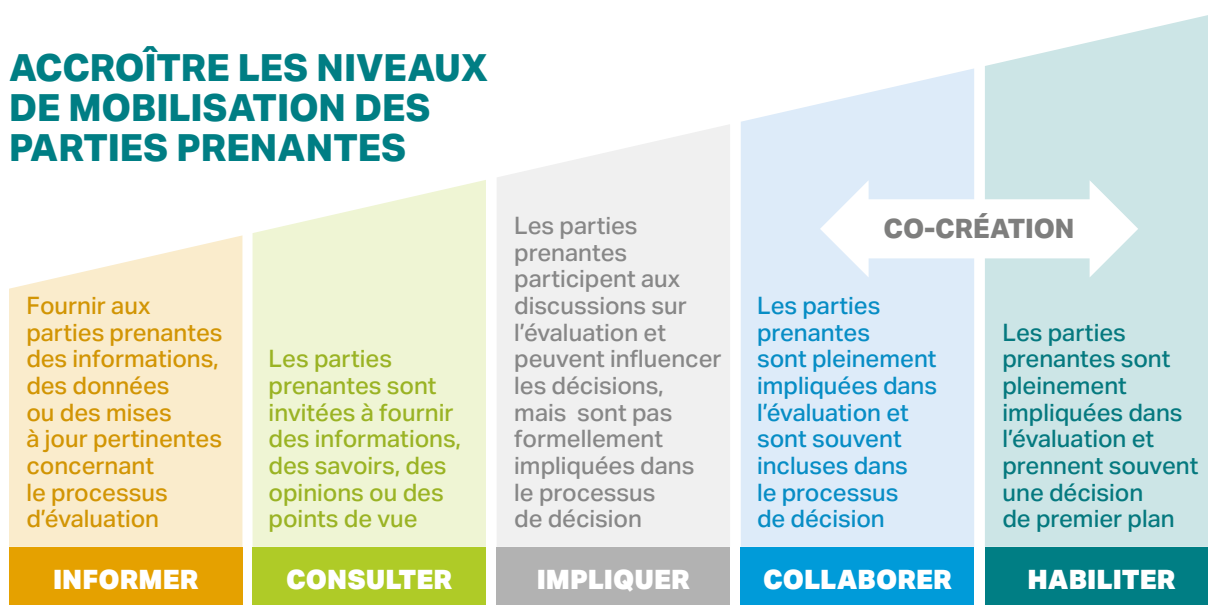 ACCROÎTRE LES NIVEAUX
DE MOBILISATION DES
PARTIES PRENANTES
Fournir aux
parties prenantes
des informations,
des données
ou des mises
à jour pertinentes
concernant
le processus
d'évaluation
INFORMER
Les parties
prenantes sont
invitées à fournir
des informations,
des savoirs, des
opinions ou des
points de vue
CONSULTER
Les parties
prenantes
participent aux
discussions sur
l'évaluation et
peuvent influencer
les décisions,
mais sont pas
formellement
impliquées dans
le processus
de décision
IMPLIQUER
CO-CRÉATION
Les parties
prenantes
sont pleinement
impliquées dans
l'évaluation et
sont souvent
incluses dans
le processus
de décision
COLLABORER
Les parties
prenantes sont
pleinement
impliquées dans
l'évaluation et
prennent souvent
une décision
de premier plan
HABILITER